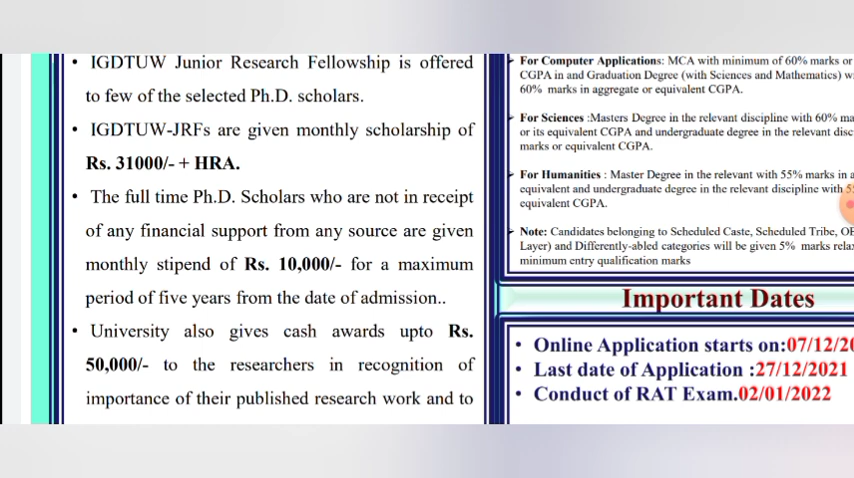 • IGDTUW Junior Research Fellowship is offered
to few of the selected Ph.D. scholars.
• IGDTUW-JRFs are given monthly scholarship of
Rs. 31000/- + HRA.
• The full time Ph.D. Scholars who are not in receipt
of any financial support from any source are given
monthly stipend of Rs. 10,000/- for a maximum
period of five years from the date of admission..
• University also gives cash awards upto Rs.
50,000/- to the researchers in recognition of
importance of their published research work and to
For Computer Applications: MCA with minimum of 60% marks or
CGPA in and Graduation Degree (with Sciences and Mathematics)
60% marks in aggregate or equivalent CGPA.
For Sciences :Masters Degree in the relevant discipline with 60%
or its equivalent CGPA and undergraduate degree in the relevant
marks or equivalent CGPA.
For Humanities : Master Degree in the relevant with 55% marks in
equivalent and undergraduate degree in the relevant discipline with
equivalent CGPA.
Note: Candidates belonging to Scheduled Caste, Scheduled Tribe,
Layer) and Differently-abled categories will be given 5% marks
minimum entry qualification marks
Important Dates
• Online Application starts on:07/12/20
• Last date of Application :27/12/2021
• Conduct of RAT Exam.02/01/2022